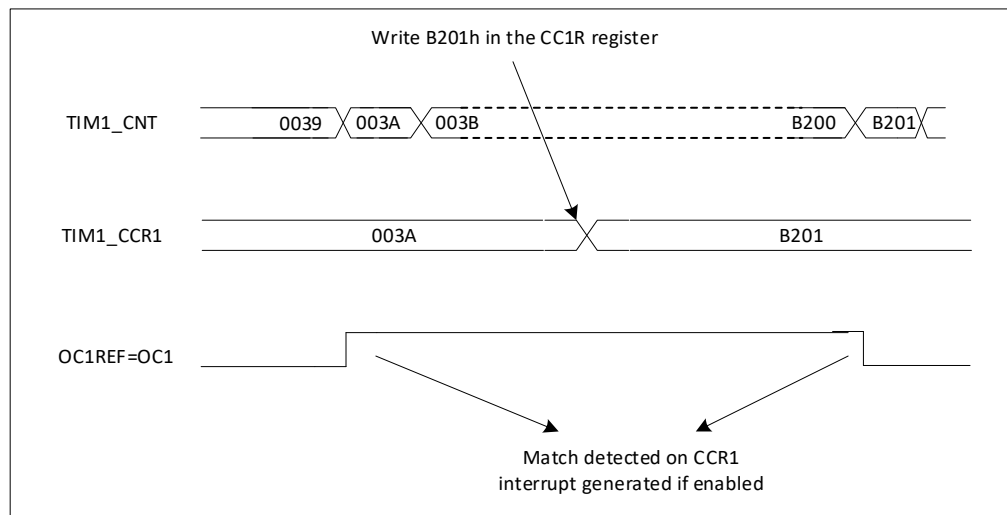 Write B201h in the CC1R register
TIM1_CNT 0039 003A 003B B200 B201
TIM1_CCR1 003A B201
OC1REF=OC1
Match detected on CCR1
interrupt generated if enabled